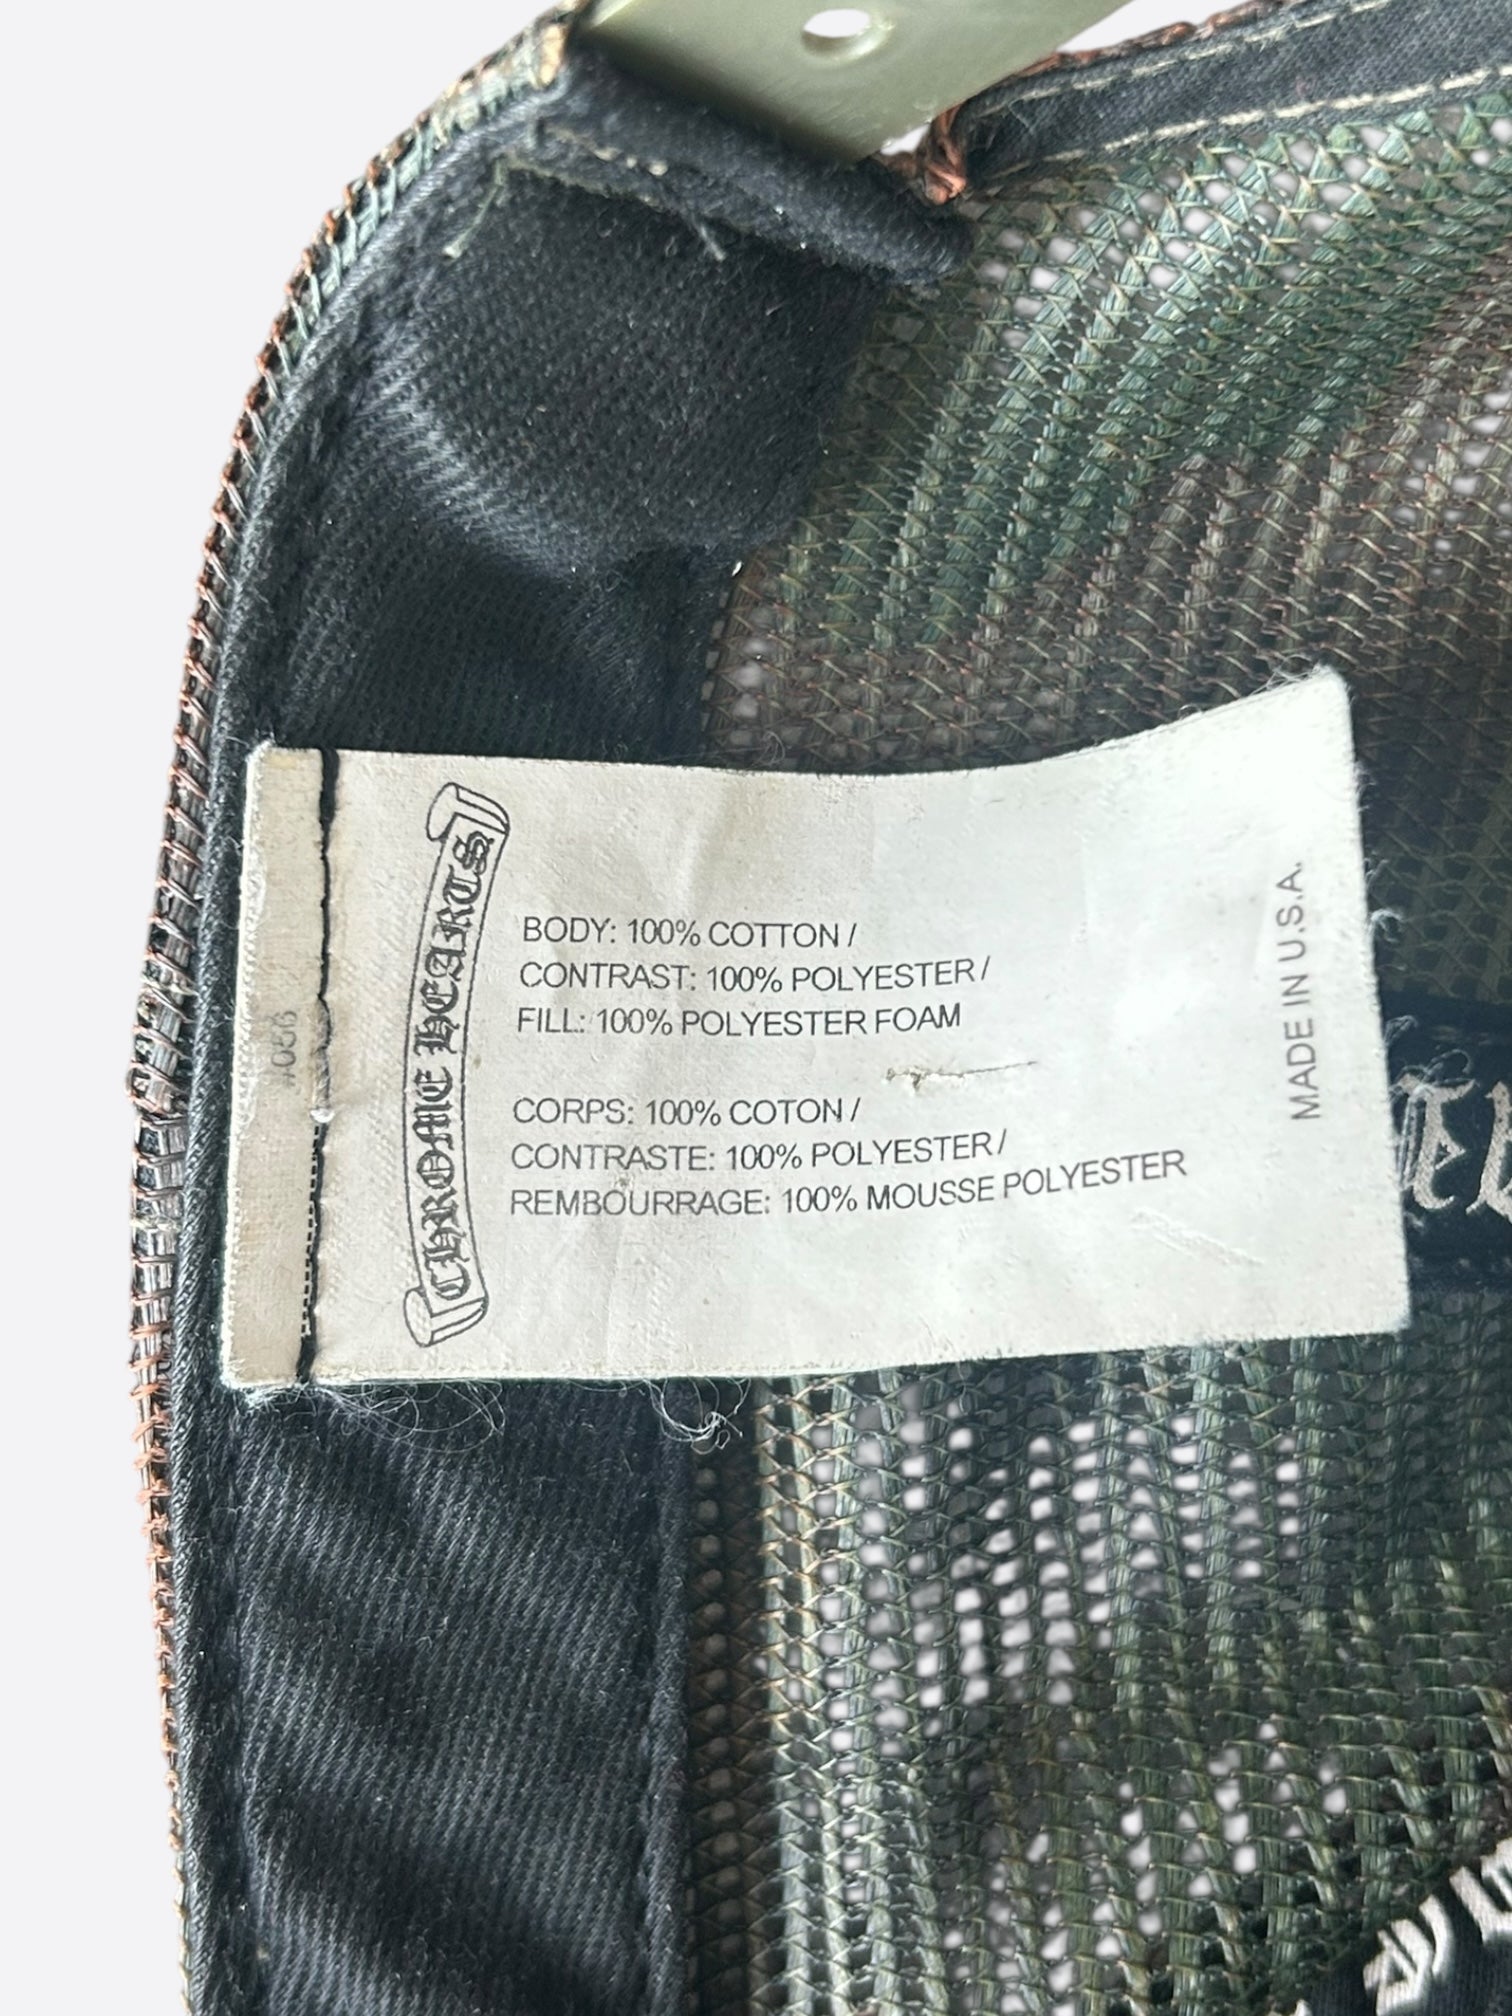 CHROME HEARTS
BODY: 100% COTTON /
CONTRAST: 100% POLYESTER /
FILL: 100% POLYESTER FOAM
CORPS: 100% COTON /
CONTRASTE: 100% POLYESTER /
REMBOURRAGE: 100% MOUSSE POLYESTER
MADE IN U.S.A.